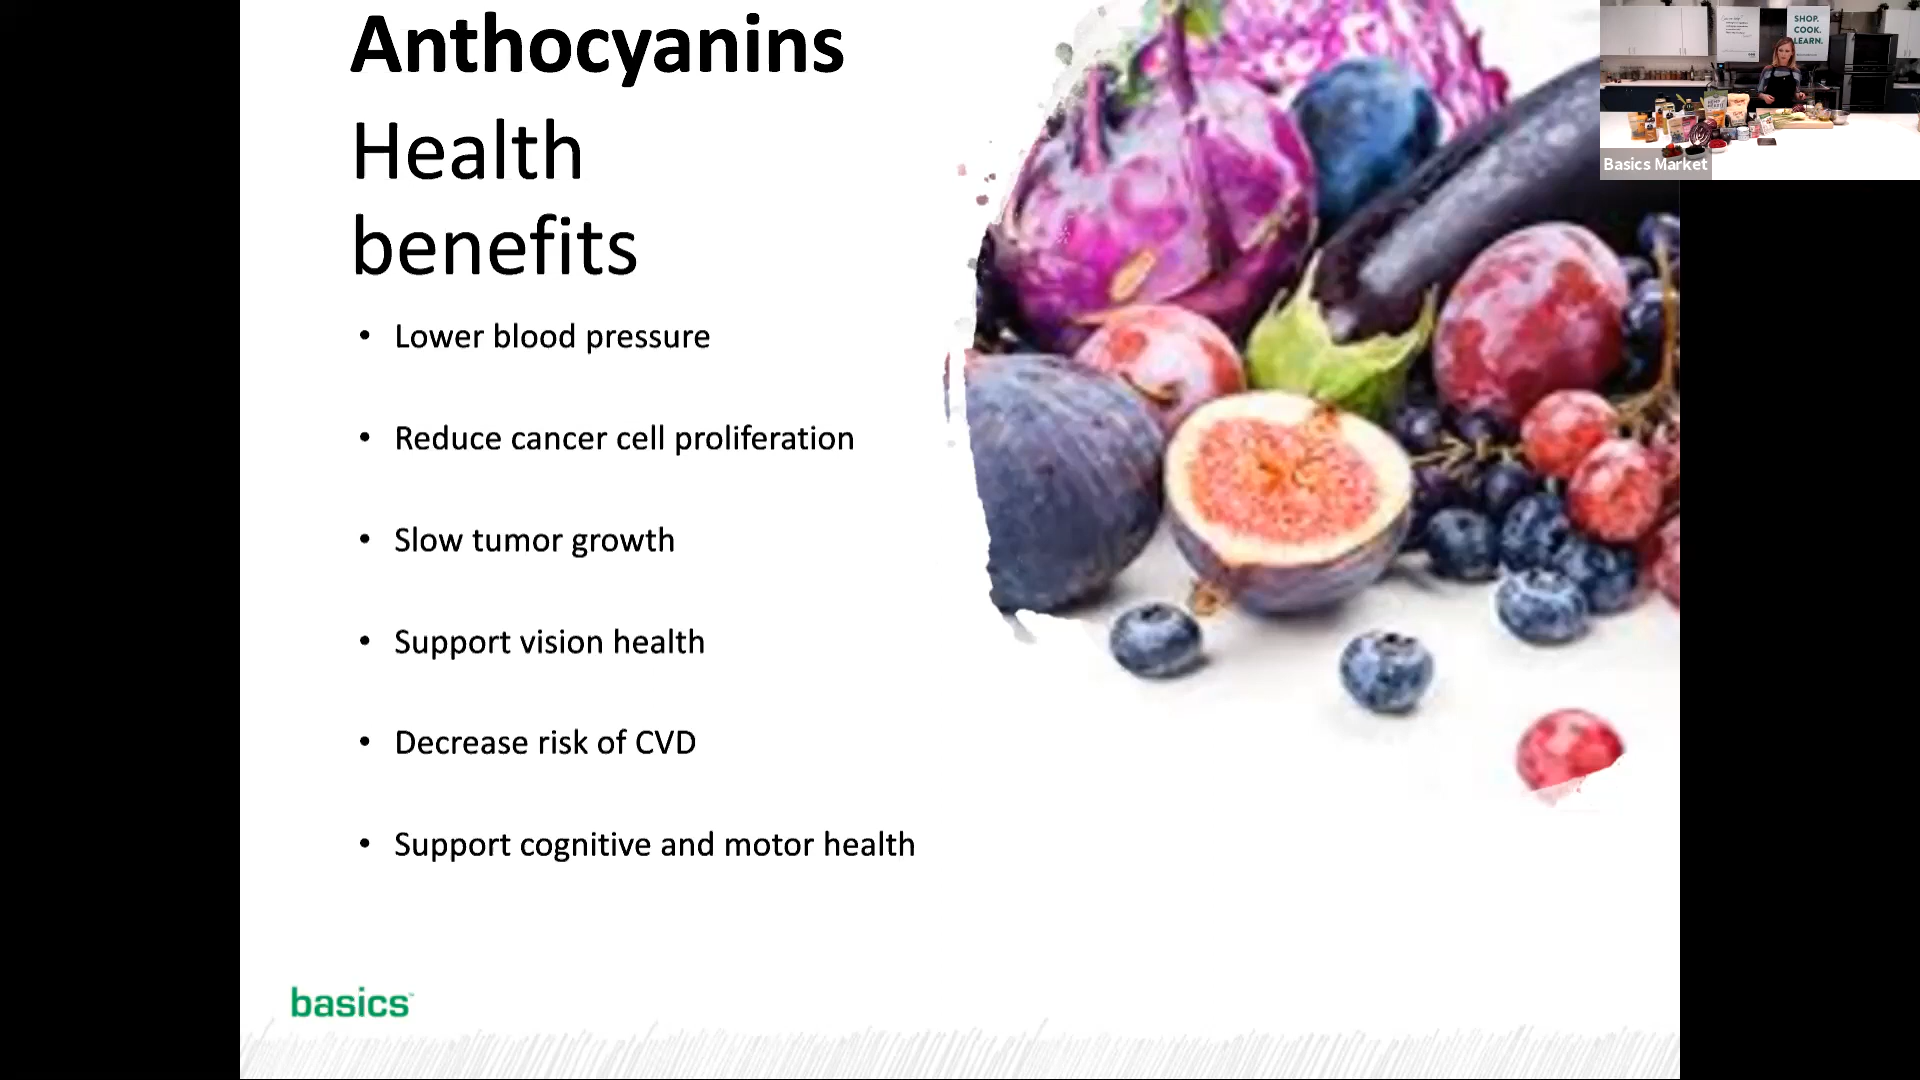 Anthocyanins
Health
benefits
• Lower blood pressure
• Reduce cancer cell proliferation
• Slow tumor growth
• Support vision health
• Decrease risk of CVD
• Support cognitive and motor health
basics
SHOP.
COOK.
LEARN.
Basics Market